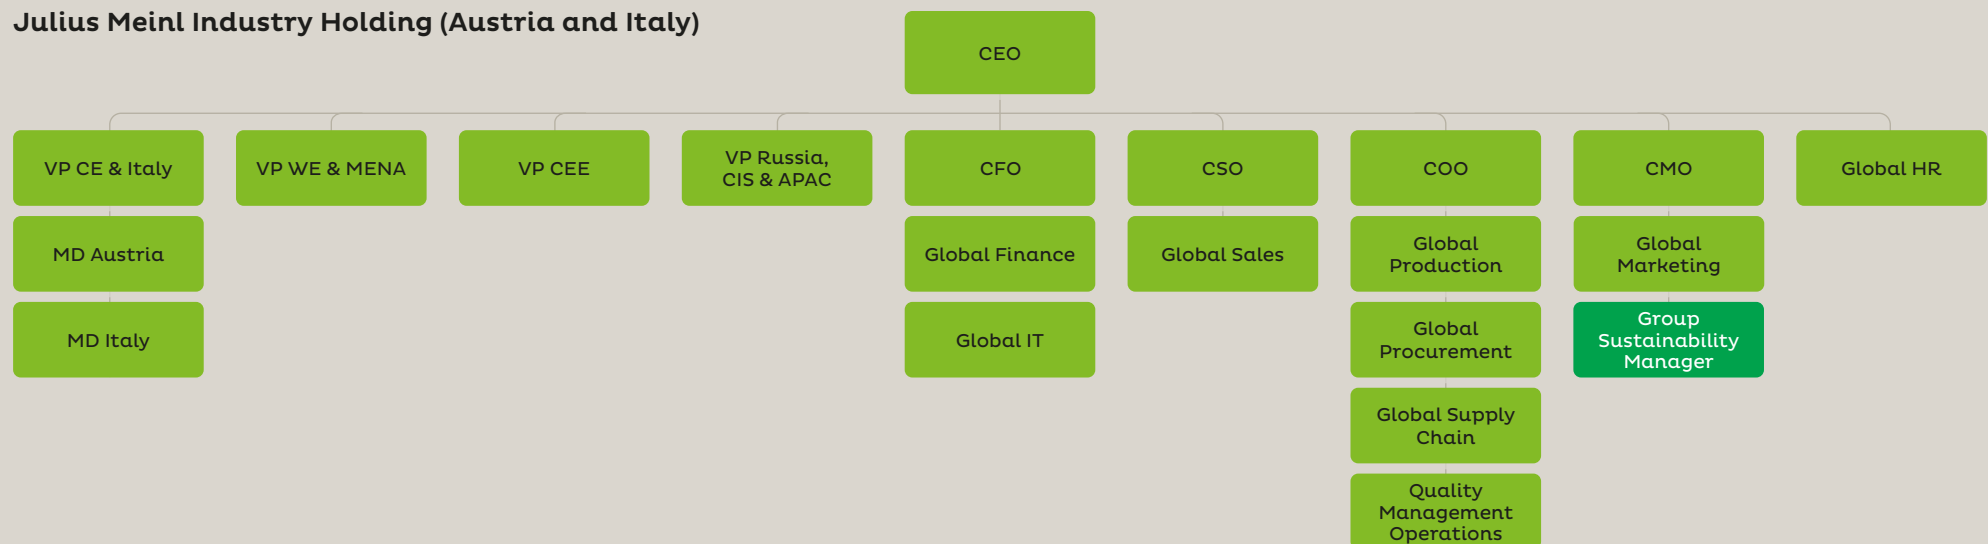 Julius Meinl Industry Holding (Austria and Italy)
CEO
VP CE & Italy
VP WE & MENA
VP CEE
VP Russia,
CIS & APAC
CFO
CSO
COO
CMO
Global HR
MD Austria
Global Finance
Global Sales
Global
Production
Global
Marketing
MD Italy
Global IT
Global
Procurement
Group
Sustainability
Manager
Global Supply
Chain
Quality
Management
Operations